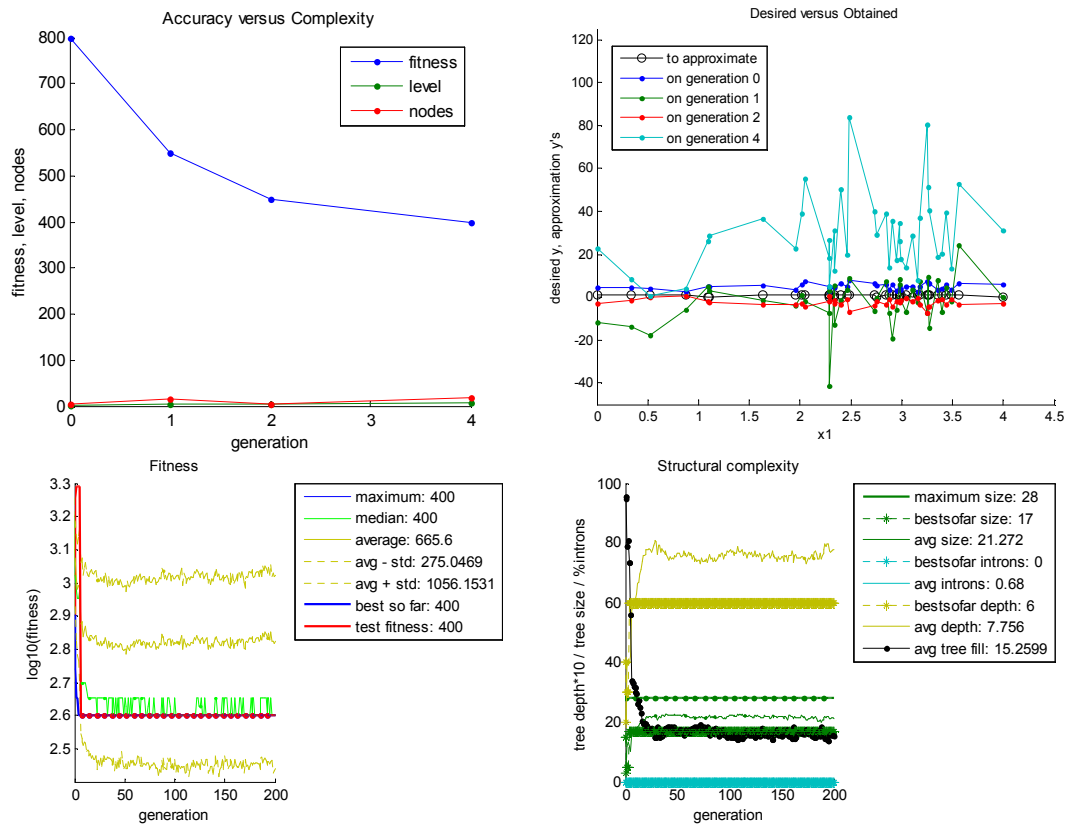 Accuracy versus Complexity
fitness, level, nodes
800
700
600
500
400
300
200
100
0
0
1
2
3
4
generation
fitness
level
nodes
Desired versus Obtained
desired y, approximation y's
120
100
80
60
40
20
0
-20
-40
0
0.5
1
1.5
2
2.5
3
3.5
4
4.5
x1
to approximate
on generation 0
on generation 1
on generation 2
on generation 4
Fitness
log10(fitness)
3.3
3.2
3.1
3
2.9
2.8
2.7
2.6
2.5
0
50
100
150
200
generation
maximum: 400
median: 400
average: 665.6
avg - std: 275.0469
avg + std: 1056.1531
best so far: 400
test fitness: 400
Structural complexity
tree depth*10 / tree size / %introns
100
80
60
40
20
0
0
50
100
150
200
generation
maximum size: 28
bestsofar size: 17
avg size: 21.272
bestsofar introns: 0
avg introns: 0.68
bestsofar depth: 6
avg depth: 7.756
avg tree fill: 15.2599